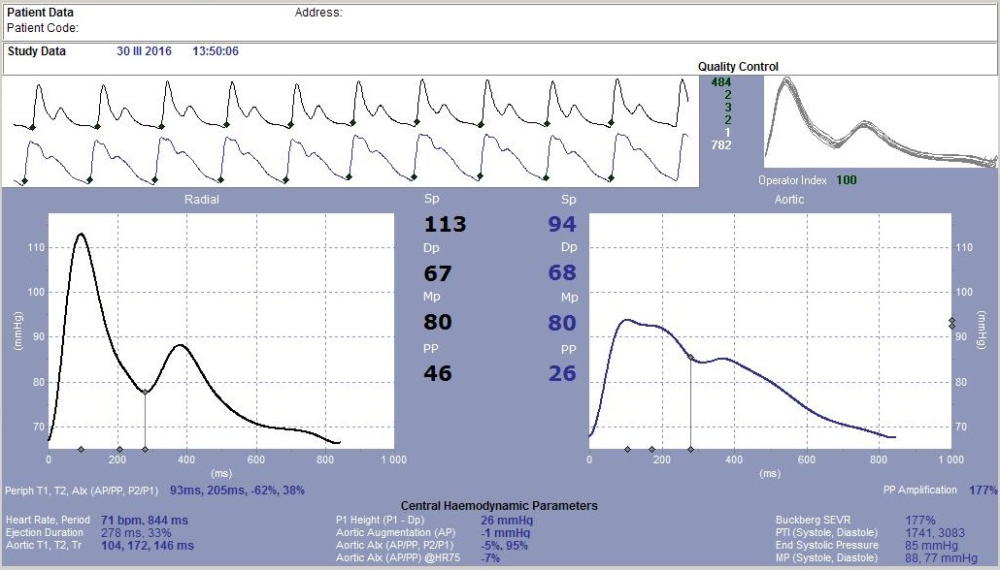 Patient Data
Address:
Patient Code:
Study Data 30 III 2016 13:50:06
Quality Control
484
2
3
2
1
782
Operator Index 100
Radial
Sp
113
Dp
67
Mp
80
PP
46
Sp
94
Dp
68
Mp
80
PP
26
Aortic
110
100
90
80
70
(mmHg)
0 200 400 600 800 1 000
(ms)
110
100
90
80
70
(mmHg)
0 200 400 600 800 1 000
(ms)
Periph T1, T2, AIx (AP/PP, P2/P1) 93ms, 205ms, -62%, 38%
PP Amplification 177%
Central Haemodynamic Parameters
Heart Rate, Period 71 bpm, 844 ms
Ejection Duration 278 ms, 33%
Aortic T1, T2, Tr 104, 172, 146 ms
P1 Height (P1 - Dp) 26 mmHg
Aortic Augmentation (AP) -1 mmHg
Aortic AIx (AP/PP, P2/P1) -5%, 95%
Aortic AIx (AP/PP) @HR75 -7%
Buckberg SEVR 177%
PTI (Systole, Diastole) 1741, 3083
End Systolic Pressure 85 mmHg
MP (Systole, Diastole) 88, 77 mmHg